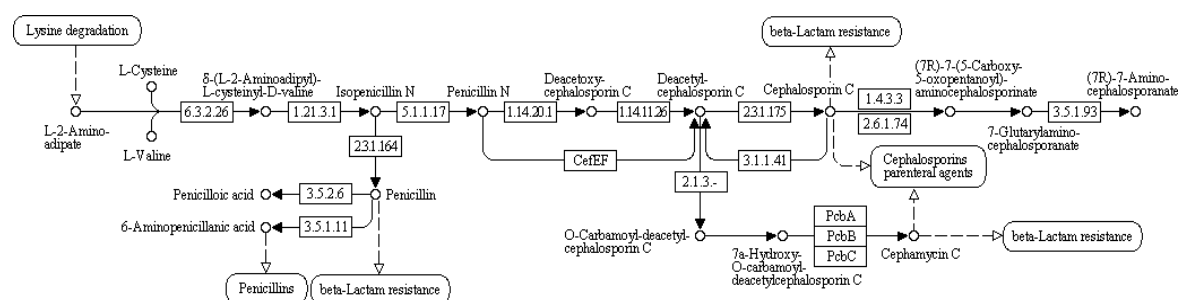 Lysine degradation
beta-Lactam resistance
L-Cysteine
δ-(L-2-Aminoadipyl)-
L-cysteinyl-D-valine
Isopenicillin N
Penicillin N
Deacetoxy-
cephalosporin C
Deacetyl-
cephalosporin C
Cephalosporin C
(7R)-7-(5-Carboxy-
5-oxopentanoyl)-
aminocephalosporinate
(7R)-7-Amino-
cephalosporanate
6.3.2.26
1.21.3.1
5.1.1.17
1.14.20.1
1.14.11.26
2.3.1.175
1.4.3.3
2.6.1.74
3.5.1.93
L-2-Amino-
adipate
L-Valine
7-Glutarylamino-
cephalosporanate
2.3.1.164
CefEF
3.1.1.41
Cephalosporins
parenteral agents
2.1.3.-
Penicilloic acid
3.5.2.6
Penicillin
6-Aminopenicillanic acid
3.5.1.11
O-Carbamoyl-deacetyl-
cephalosporin C
7a-Hydroxy-
O-carbamoyl-
deacetylcephalosporin C
PcbA
PcbB
PcbC
Cephamycin C
beta-Lactam resistance
Penicillins
beta-Lactam resistance